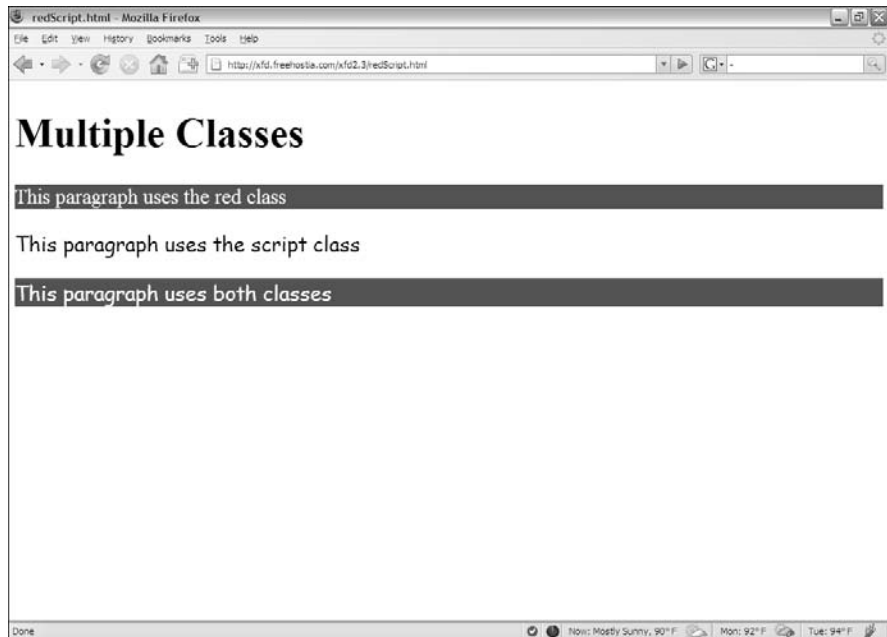 redScript.html - Mozilla Firefox
File Edit View History Bookmarks Tools Help
http://xfd.freehostia.com/xfd2.3/redScript.html
G
Multiple Classes
This paragraph uses the red class
This paragraph uses the script class
This paragraph uses both classes
Done Now: Mostly Sunny, 90° F Mon: 92° F Tue: 94° F